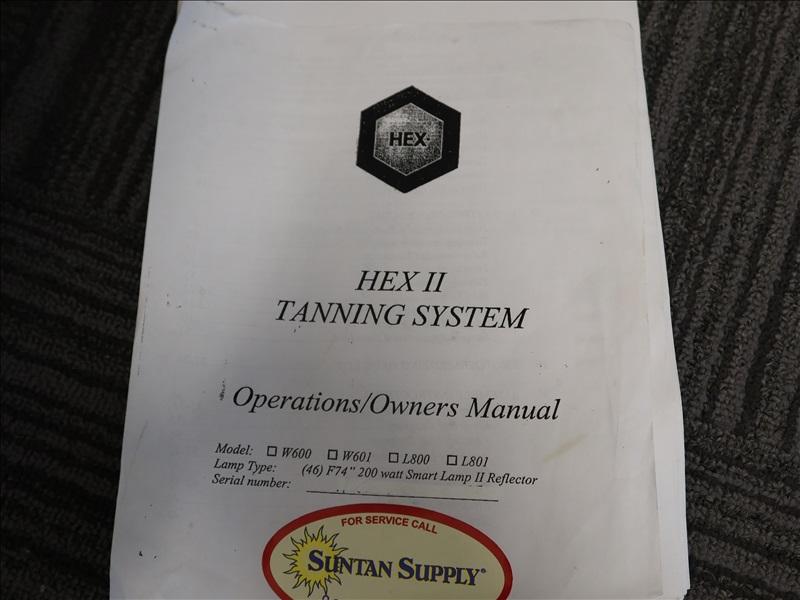 HEX
HEX II
TANNING SYSTEM
Operations/Owners Manual
Model: ☐ W600 ☐ W601 ☐ L800 ☐ L801
Lamp Type: (46) F74" 200 watt Smart Lamp II Reflector
Serial number:
FOR SERVICE CALL
SUNTAN SUPPLY®